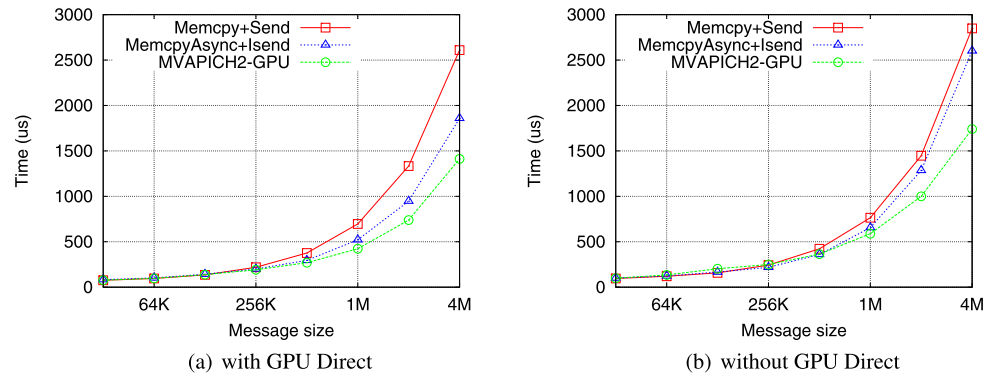 3000
2500
2000
1500
1000
500
0
Time (us)
Memcpy+Send
MemcpyAsync+Isend
MVAPICH2-GPU
64K 256K 1M 4M
Message size
(a) with GPU Direct
3000
2500
2000
1500
1000
500
0
Time (us)
Memcpy+Send
MemcpyAsync+Isend
MVAPICH2-GPU
64K 256K 1M 4M
Message size
(b) without GPU Direct